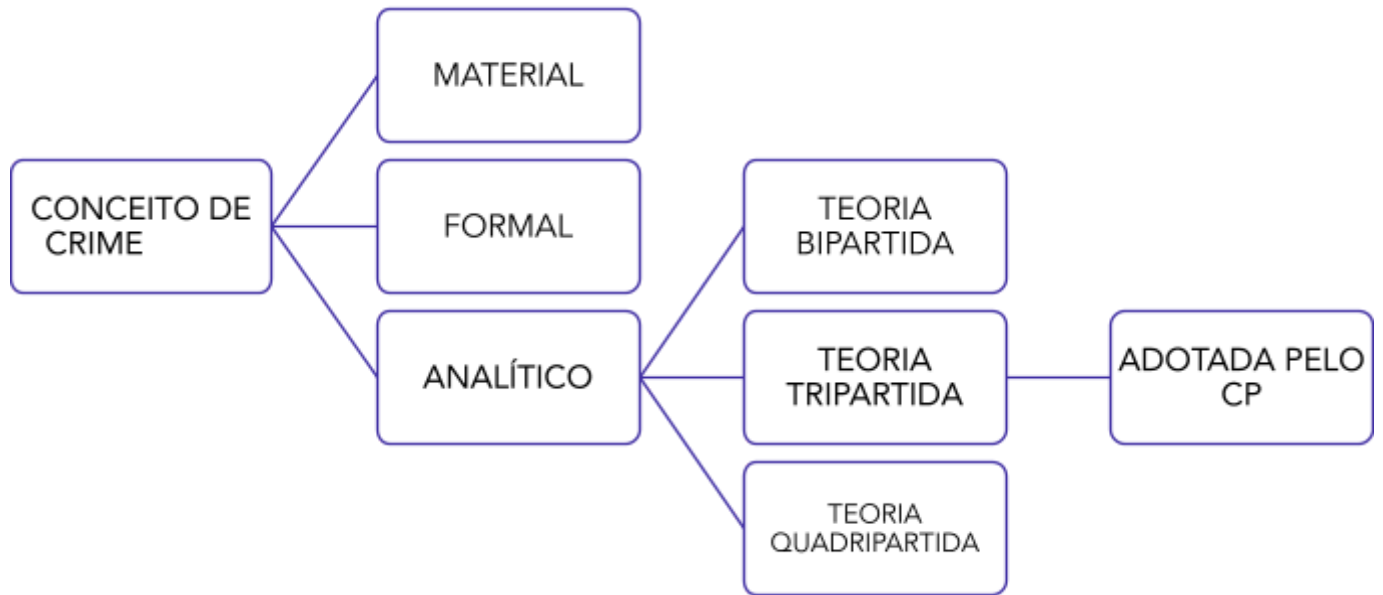 CONCEITO DE
CRIME
MATERIAL
FORMAL
ANALÍTICO
TEORIA
BIPARTIDA
TEORIA
TRIPARTIDA
TEORIA
QUADRIPARTIDA
ADOTADA PELO
CP